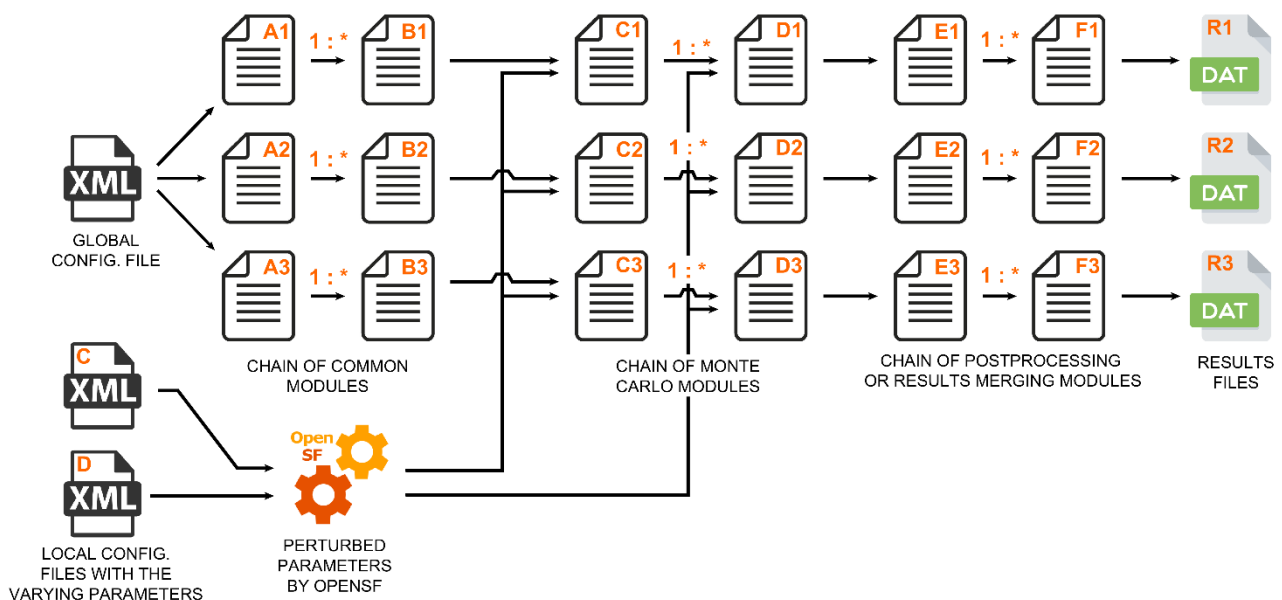 A1
1 : *
B1
C1
1 : *
D1
E1
1 : *
F1
R1
DAT
XML
GLOBAL
CONFIG. FILE
A2
1 : *
B2
C2
1 : *
D2
E2
1 : *
F2
R2
DAT
A3
1 : *
B3
C3
1 : *
D3
E3
1 : *
F3
R3
DAT
CHAIN OF COMMON
MODULES
CHAIN OF MONTE
CARLO MODULES
CHAIN OF POSTPROCESSING
OR RESULTS MERGING MODULES
RESULTS
FILES
C
XML
D
XML
LOCAL CONFIG.
FILES WITH THE
VARYING PARAMETERS
Open
SF
PERTURBED
PARAMETERS
BY OPENSF